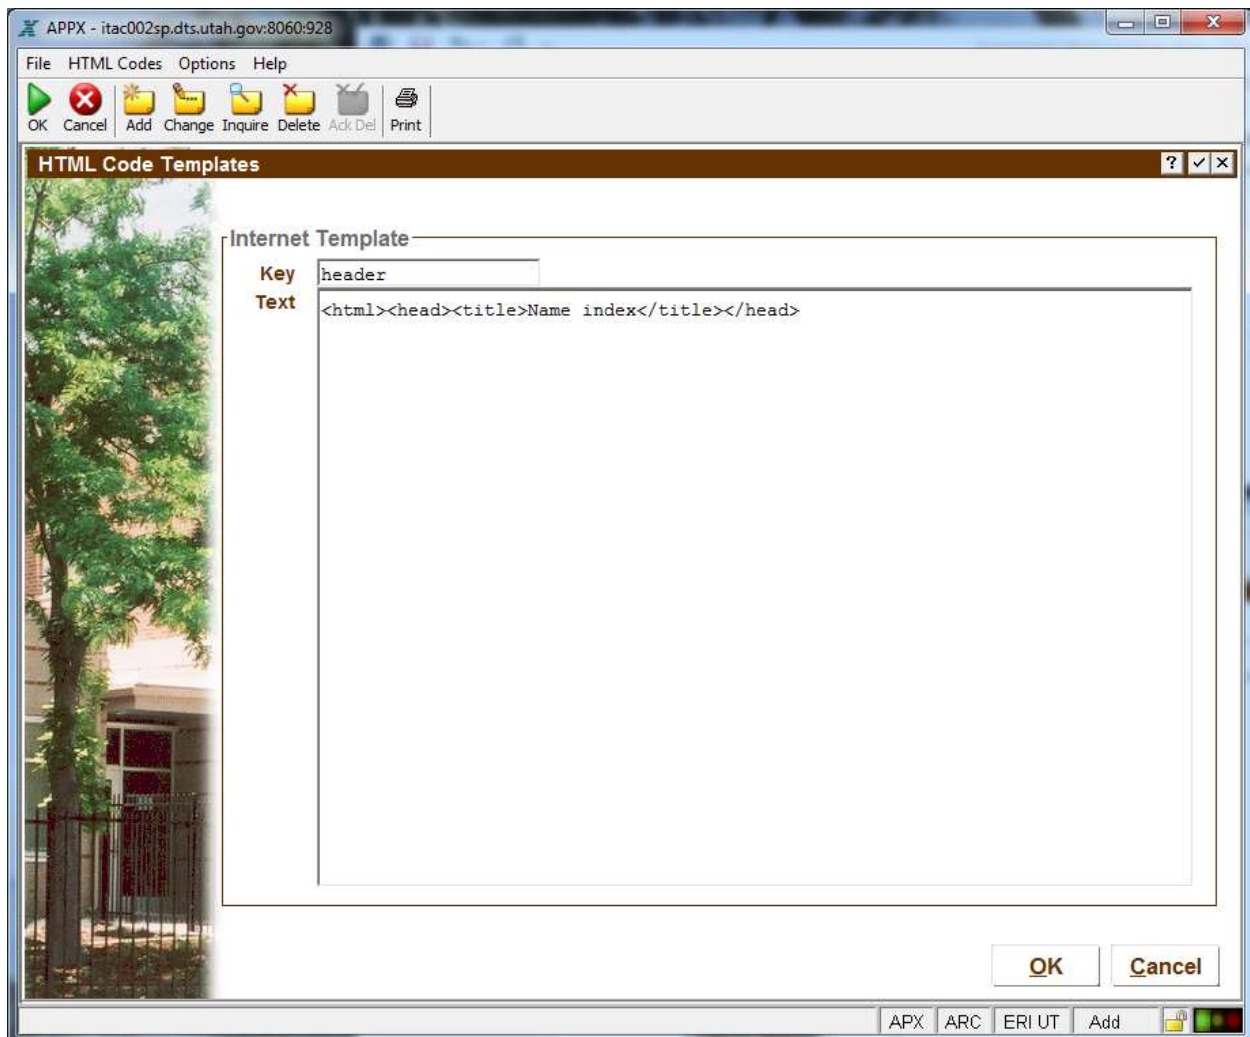 APPX - itac002sp.dts.utah.gov:8060:928
File HTML Codes Options Help
OK Cancel Add Change Inquire Delete Ack Del Print
HTML Code Templates
Internet Template
Key header
Text <html><head><title>Name index</title></head>
OK Cancel
APX ARC ERI UT Add